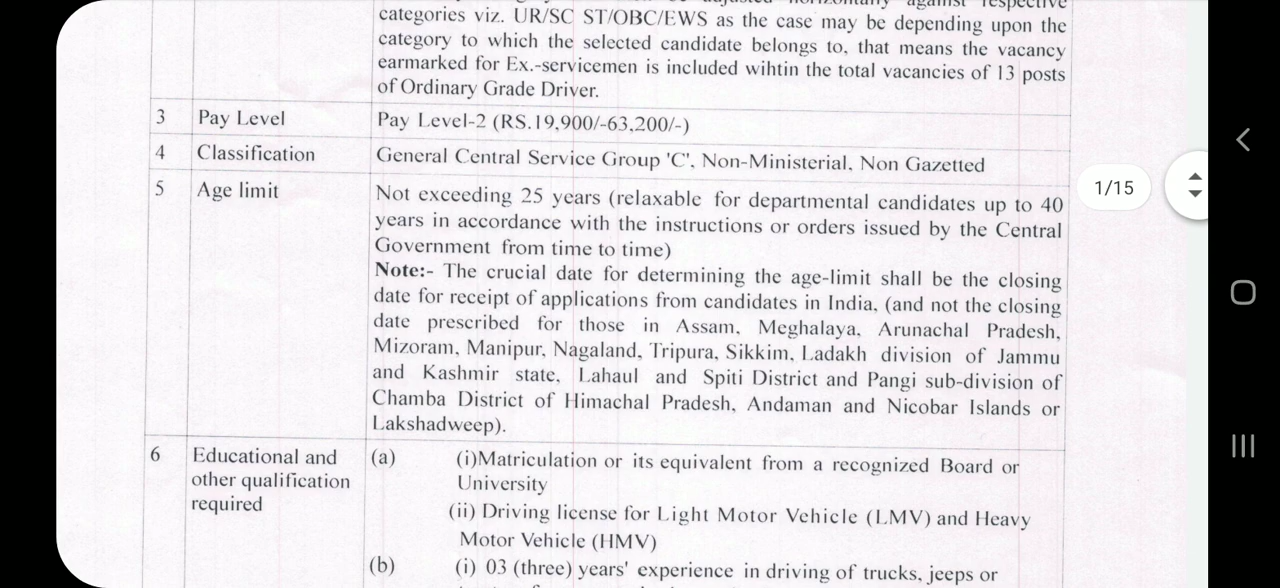 categories viz. UR/SC ST/OBC/EWS as the case may be depending upon the
category to which the selected candidate belongs to, that means the vacancy
earmarked for Ex.-servicemen is included wihtin the total vacancies of 13 posts
of Ordinary Grade Driver.
3 Pay Level Pay Level-2 (RS.19,900/-63,200/-)
4 Classification General Central Service Group 'C', Non-Ministerial, Non Gazetted
5 Age limit Not exceeding 25 years (relaxable for departmental candidates up to 40
years in accordance with the instructions or orders issued by the Central
Government from time to time)
Note:- The crucial date for determining the age-limit shall be the closing
date for receipt of applications from candidates in India, (and not the closing
date prescribed for those in Assam, Meghalaya, Arunachal Pradesh,
Mizoram, Manipur, Nagaland, Tripura, Sikkim, Ladakh division of Jammu
and Kashmir state, Lahaul and Spiti District and Pangi sub-division of
Chamba District of Himachal Pradesh, Andaman and Nicobar Islands or
Lakshadweep).
6 Educational and other qualification required
(a) (i)Matriculation or its equivalent from a recognized Board or
University
(ii) Driving license for Light Motor Vehicle (LMV) and Heavy
Motor Vehicle (HMV)
(b) (i) 03 (three) years' experience in driving of trucks, jeeps or
1/15